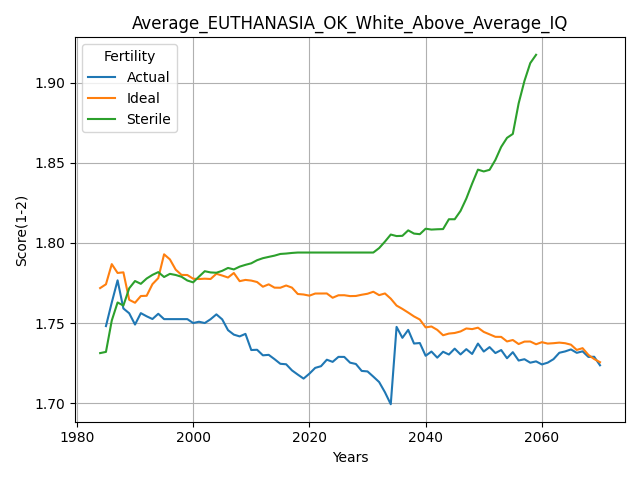 Average_EUTHANASIA_OK_White_Above_Average_IQ
Fertility
Actual
Ideal
Sterile
Score(1-2)
1.90
1.85
1.80
1.75
1.70
1980
2000
2020
2040
2060
Years